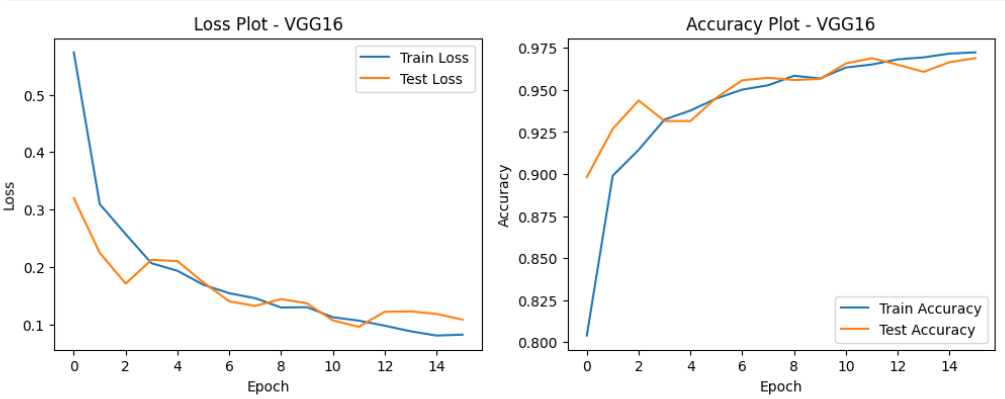 Loss Plot - VGG16
Train Loss
Test Loss
0.5
0.4
0.3
0.2
0.1
Loss
0 2 4 6 8 10 12 14
Epoch
Accuracy Plot - VGG16
0.975
0.950
0.925
0.900
0.875
0.850
0.825
0.800
Accuracy
Train Accuracy
Test Accuracy
0 2 4 6 8 10 12 14
Epoch